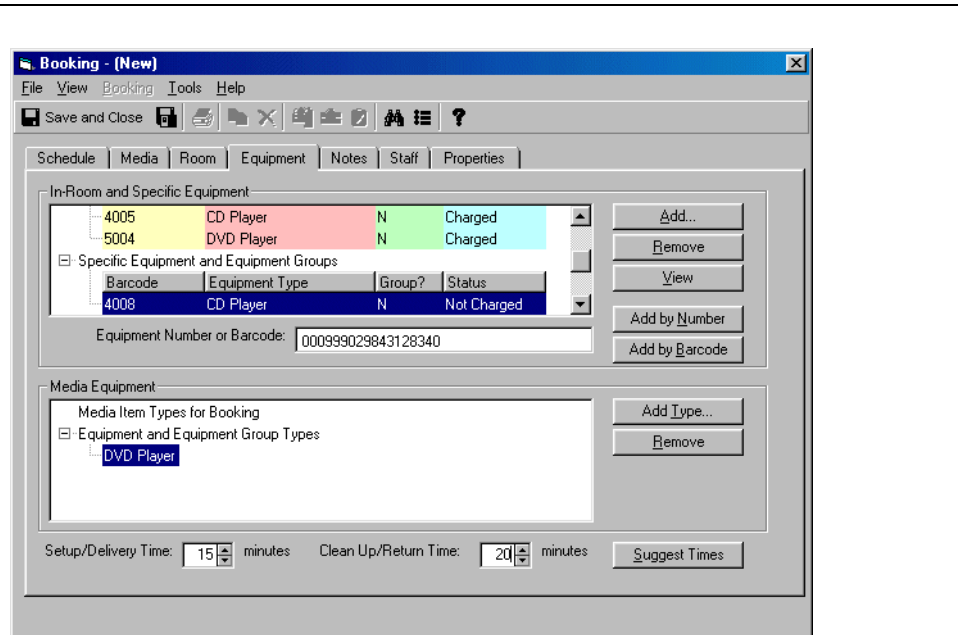 Booking - (New)
File View Booking Tools Help
Save and Close ?
Schedule Media Room Equipment Notes Staff Properties
In-Room and Specific Equipment
4005 CD Player N Charged
5004 DVD Player N Charged
Specific Equipment and Equipment Groups
Barcode Equipment Type Group? Status
4008 CD Player N Not Charged
Add...
Remove
View
Add by Number
Add by Barcode
Equipment Number or Barcode: 000999029843128340
Media Equipment
Media Item Types for Booking
Equipment and Equipment Group Types
DVD Player
Add Type...
Remove
Setup/Delivery Time: 15 minutes Clean Up/Return Time: 20 minutes Suggest Times